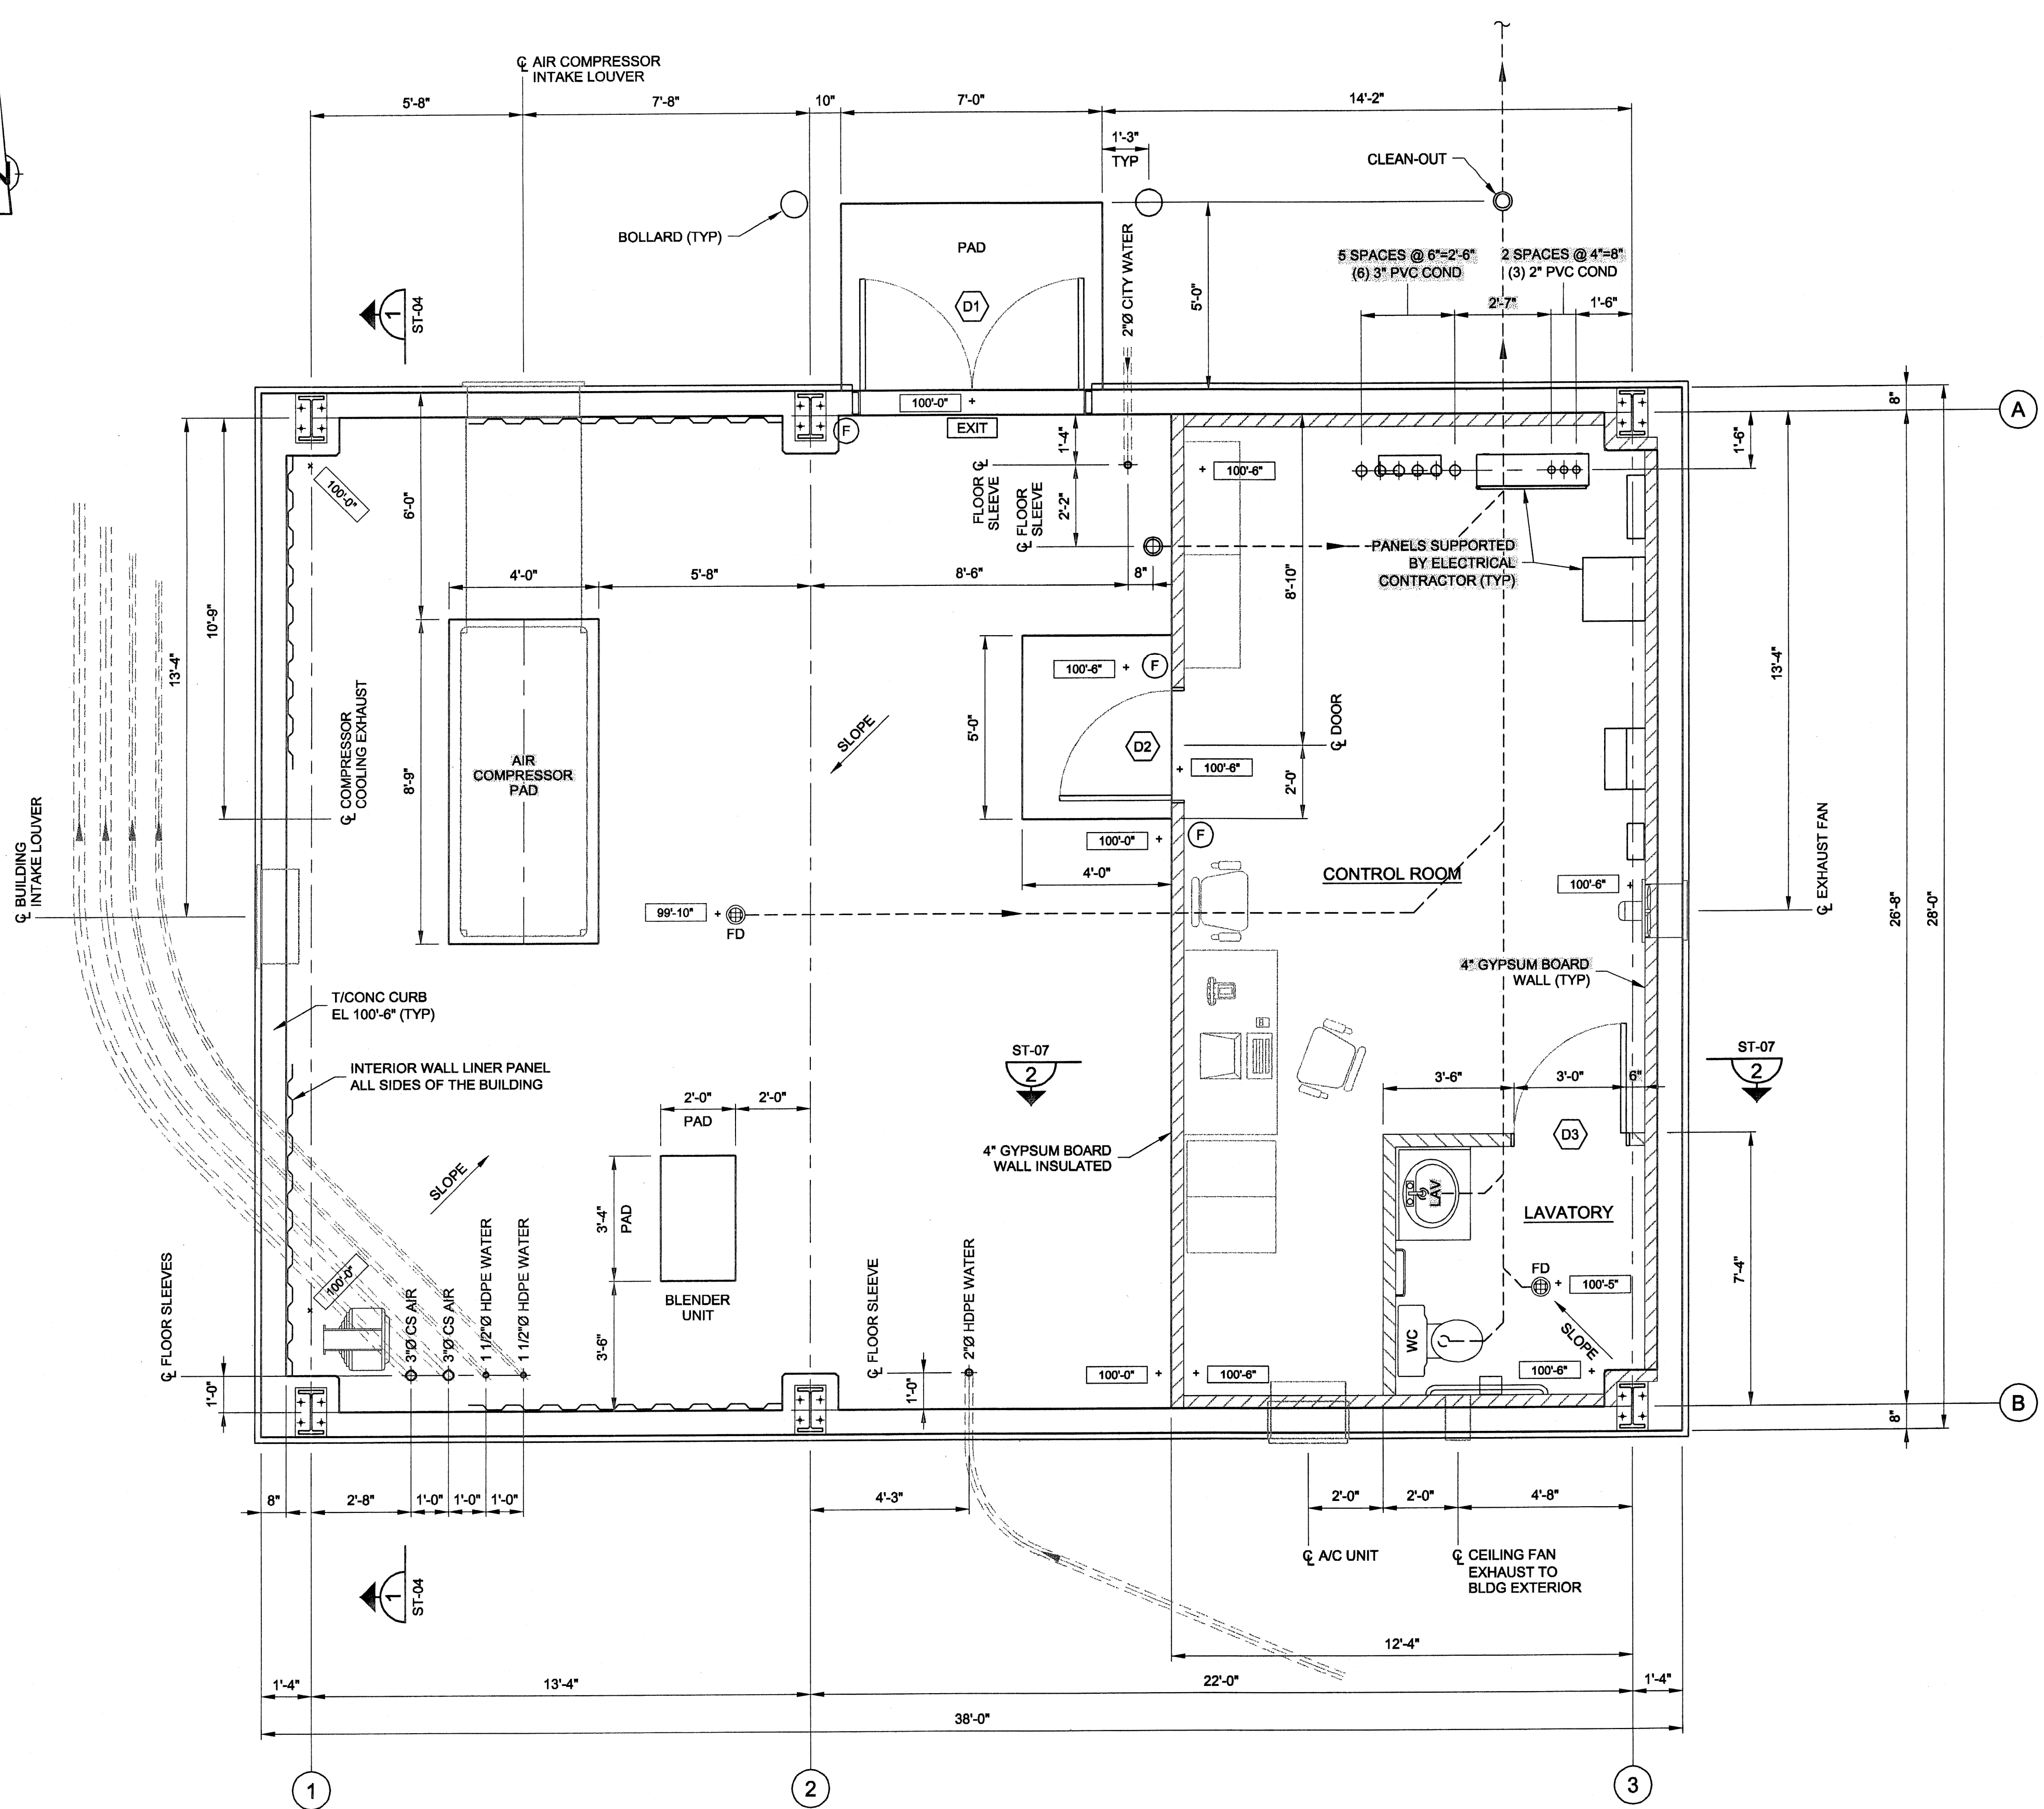 ℄ AIR COMPRESSOR
INTAKE LOUVER
5'-8"
7'-8"
10"
7'-0"
14'-2"
1'-3"
TYP
CLEAN-OUT
BOLLARD (TYP)
PAD
D1
2"Ø CITY WATER
5'-0"
5 SPACES @ 6"=2'-6"
(6) 3" PVC COND
2 SPACES @ 4"=8"
(3) 2" PVC COND
2'-7"
1'-6"
1
ST-04
8"
A
100'-0"
EXIT
F
1'-4"
℄ FLOOR
SLEEVE
℄ FLOOR
SLEEVE
2'-2"
100'-6"
1'-6"
100'-0"
6'-0"
10'-9"
13'-4"
4'-0"
5'-8"
8'-6"
8"
8'-10"
PANELS SUPPORTED
BY ELECTRICAL
CONTRACTOR (TYP)
13'-4"
26'-8"
28'-0"
℄ COMPRESSOR
COOLING EXHAUST
8'-9"
AIR
COMPRESSOR
PAD
SLOPE
100'-6"
F
5'-0"
D2
100'-6"
℄ DOOR
2'-0'
100'-0"
F
4'-0"
℄ BUILDING
INTAKE LOUVER
CONTROL ROOM
100'-6"
℄ EXHAUST FAN
99'-10"
FD
4" GYPSUM BOARD
WALL (TYP)
T/CONC CURB
EL 100'-6" (TYP)
INTERIOR WALL LINER PANEL
ALL SIDES OF THE BUILDING
ST-07
2
ST-07
2
3'-6"
3'-0"
6"
2'-0"
PAD
2'-0"
4" GYPSUM BOARD
WALL INSULATED
D3
SLOPE
3'-4"
PAD
LAV
LAVATORY
7'-4"
℄ FLOOR SLEEVES
100'-0"
3"Ø CS AIR
3"Ø CS AIR
1 1/2"Ø HDPE WATER
1 1/2"Ø HDPE WATER
BLENDER
UNIT
3'-6"
℄ FLOOR SLEEVE
2"Ø HDPE WATER
FD
100'-5"
SLOPE
WC
1'-0"
1'-0"
100'-0"
100'-6"
100'-6"
B
8"
8"
2'-8"
1'-0"
1'-0"
1'-0"
4'-3"
2'-0"
2'-0"
4'-8"
℄ A/C UNIT
℄ CEILING FAN
EXHAUST TO
BLDG EXTERIOR
1
ST-04
12'-4"
1'-4"
13'-4"
22'-0"
1'-4"
38'-0"
1
2
3